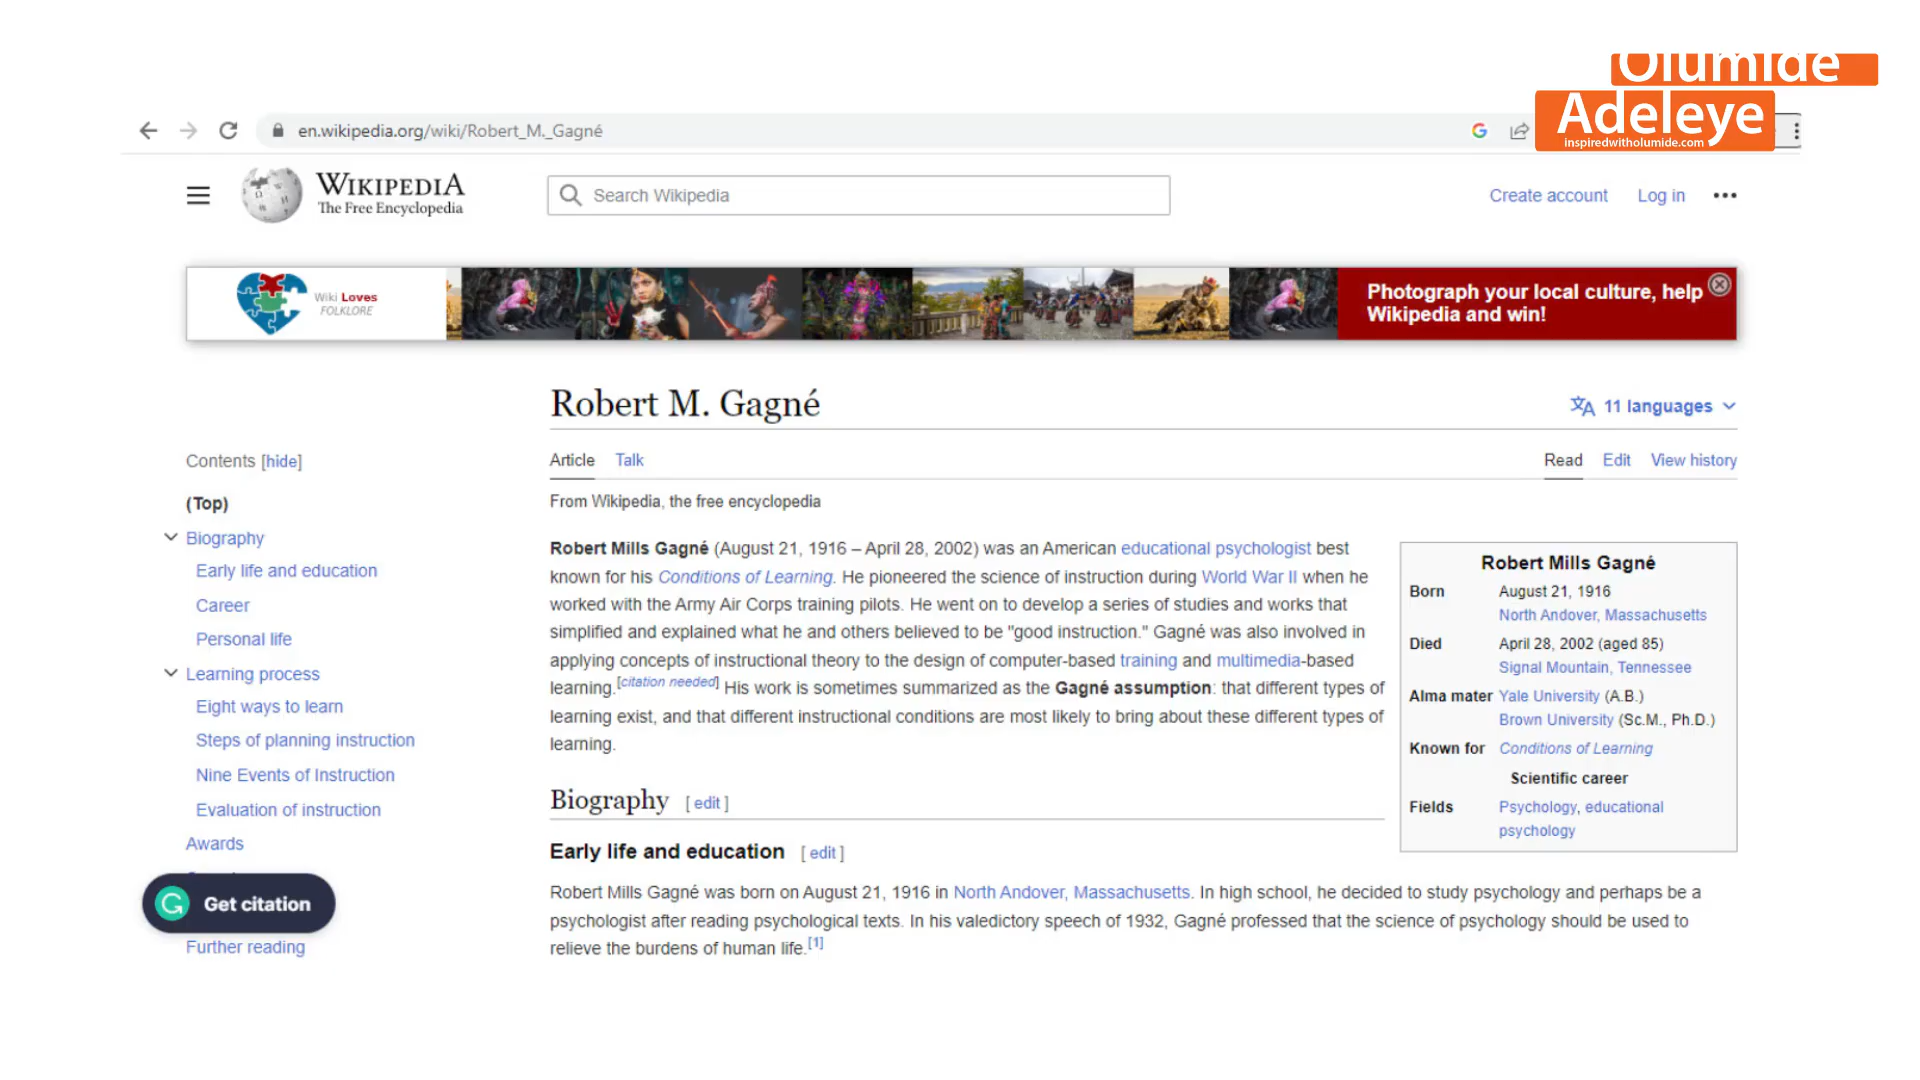 Olumide
Adeleye
inspiredwitholumide.com
en.wikipedia.org/wiki/Robert_M._Gagné
WIKIPEDIA
The Free Encyclopedia
Search Wikipedia
Create account
Log in
Wiki Loves
FOLKLORE
Photograph your local culture, help
Wikipedia and win!
Robert M. Gagné
11 languages
Contents [hide]
Article
Talk
Read
Edit
View history
(Top)
From Wikipedia, the free encyclopedia
Biography
Early life and education
Career
Personal life
Learning process
Eight ways to learn
Steps of planning instruction
Nine Events of Instruction
Evaluation of instruction
Awards
Get citation
Further reading
Robert Mills Gagné (August 21, 1916 – April 28, 2002) was an American educational psychologist best
known for his Conditions of Learning. He pioneered the science of instruction during World War II when he
worked with the Army Air Corps training pilots. He went on to develop a series of studies and works that
simplified and explained what he and others believed to be "good instruction." Gagné was also involved in
applying concepts of instructional theory to the design of computer-based training and multimedia-based
learning.[citation needed] His work is sometimes summarized as the Gagné assumption: that different types of
learning exist, and that different instructional conditions are most likely to bring about these different types of
learning.
Robert Mills Gagné
Born August 21, 1916
North Andover, Massachusetts
Died April 28, 2002 (aged 85)
Signal Mountain, Tennessee
Alma mater Yale University (A.B.)
Brown University (Sc.M., Ph.D.)
Known for Conditions of Learning
Scientific career
Fields Psychology, educational
psychology
Biography [ edit ]
Early life and education [ edit ]
Robert Mills Gagné was born on August 21, 1916 in North Andover, Massachusetts. In high school, he decided to study psychology and perhaps be a
psychologist after reading psychological texts. In his valedictory speech of 1932, Gagné professed that the science of psychology should be used to
relieve the burdens of human life.[1]